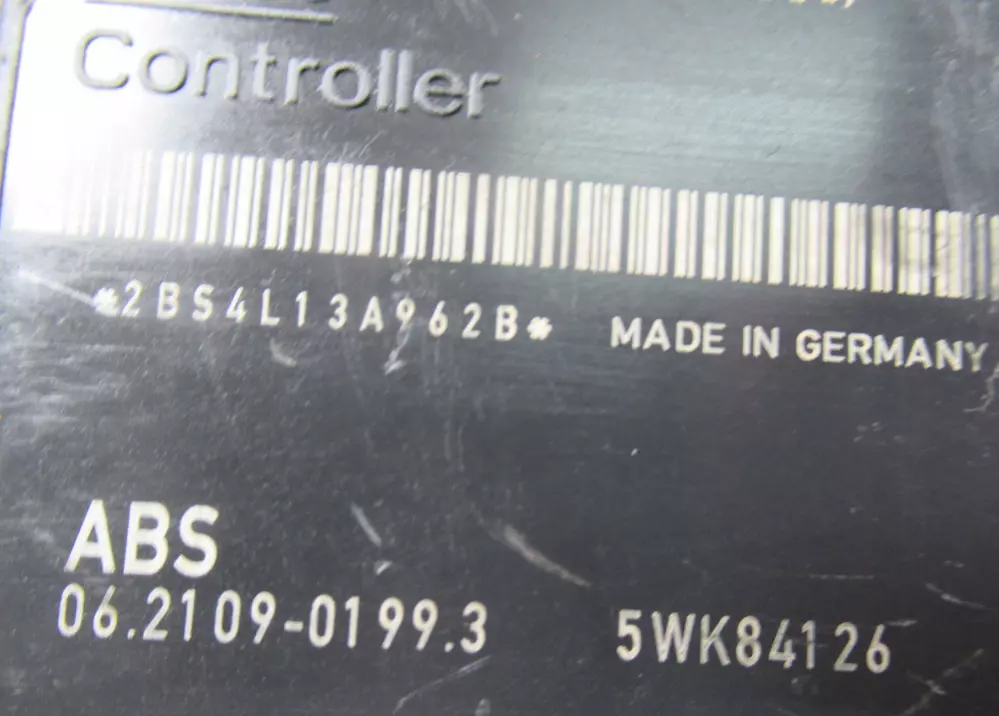 Controller
*2BS4L13A962B*
MADE IN GERMANY
ABS
06.2109-0199.3
5WK84126